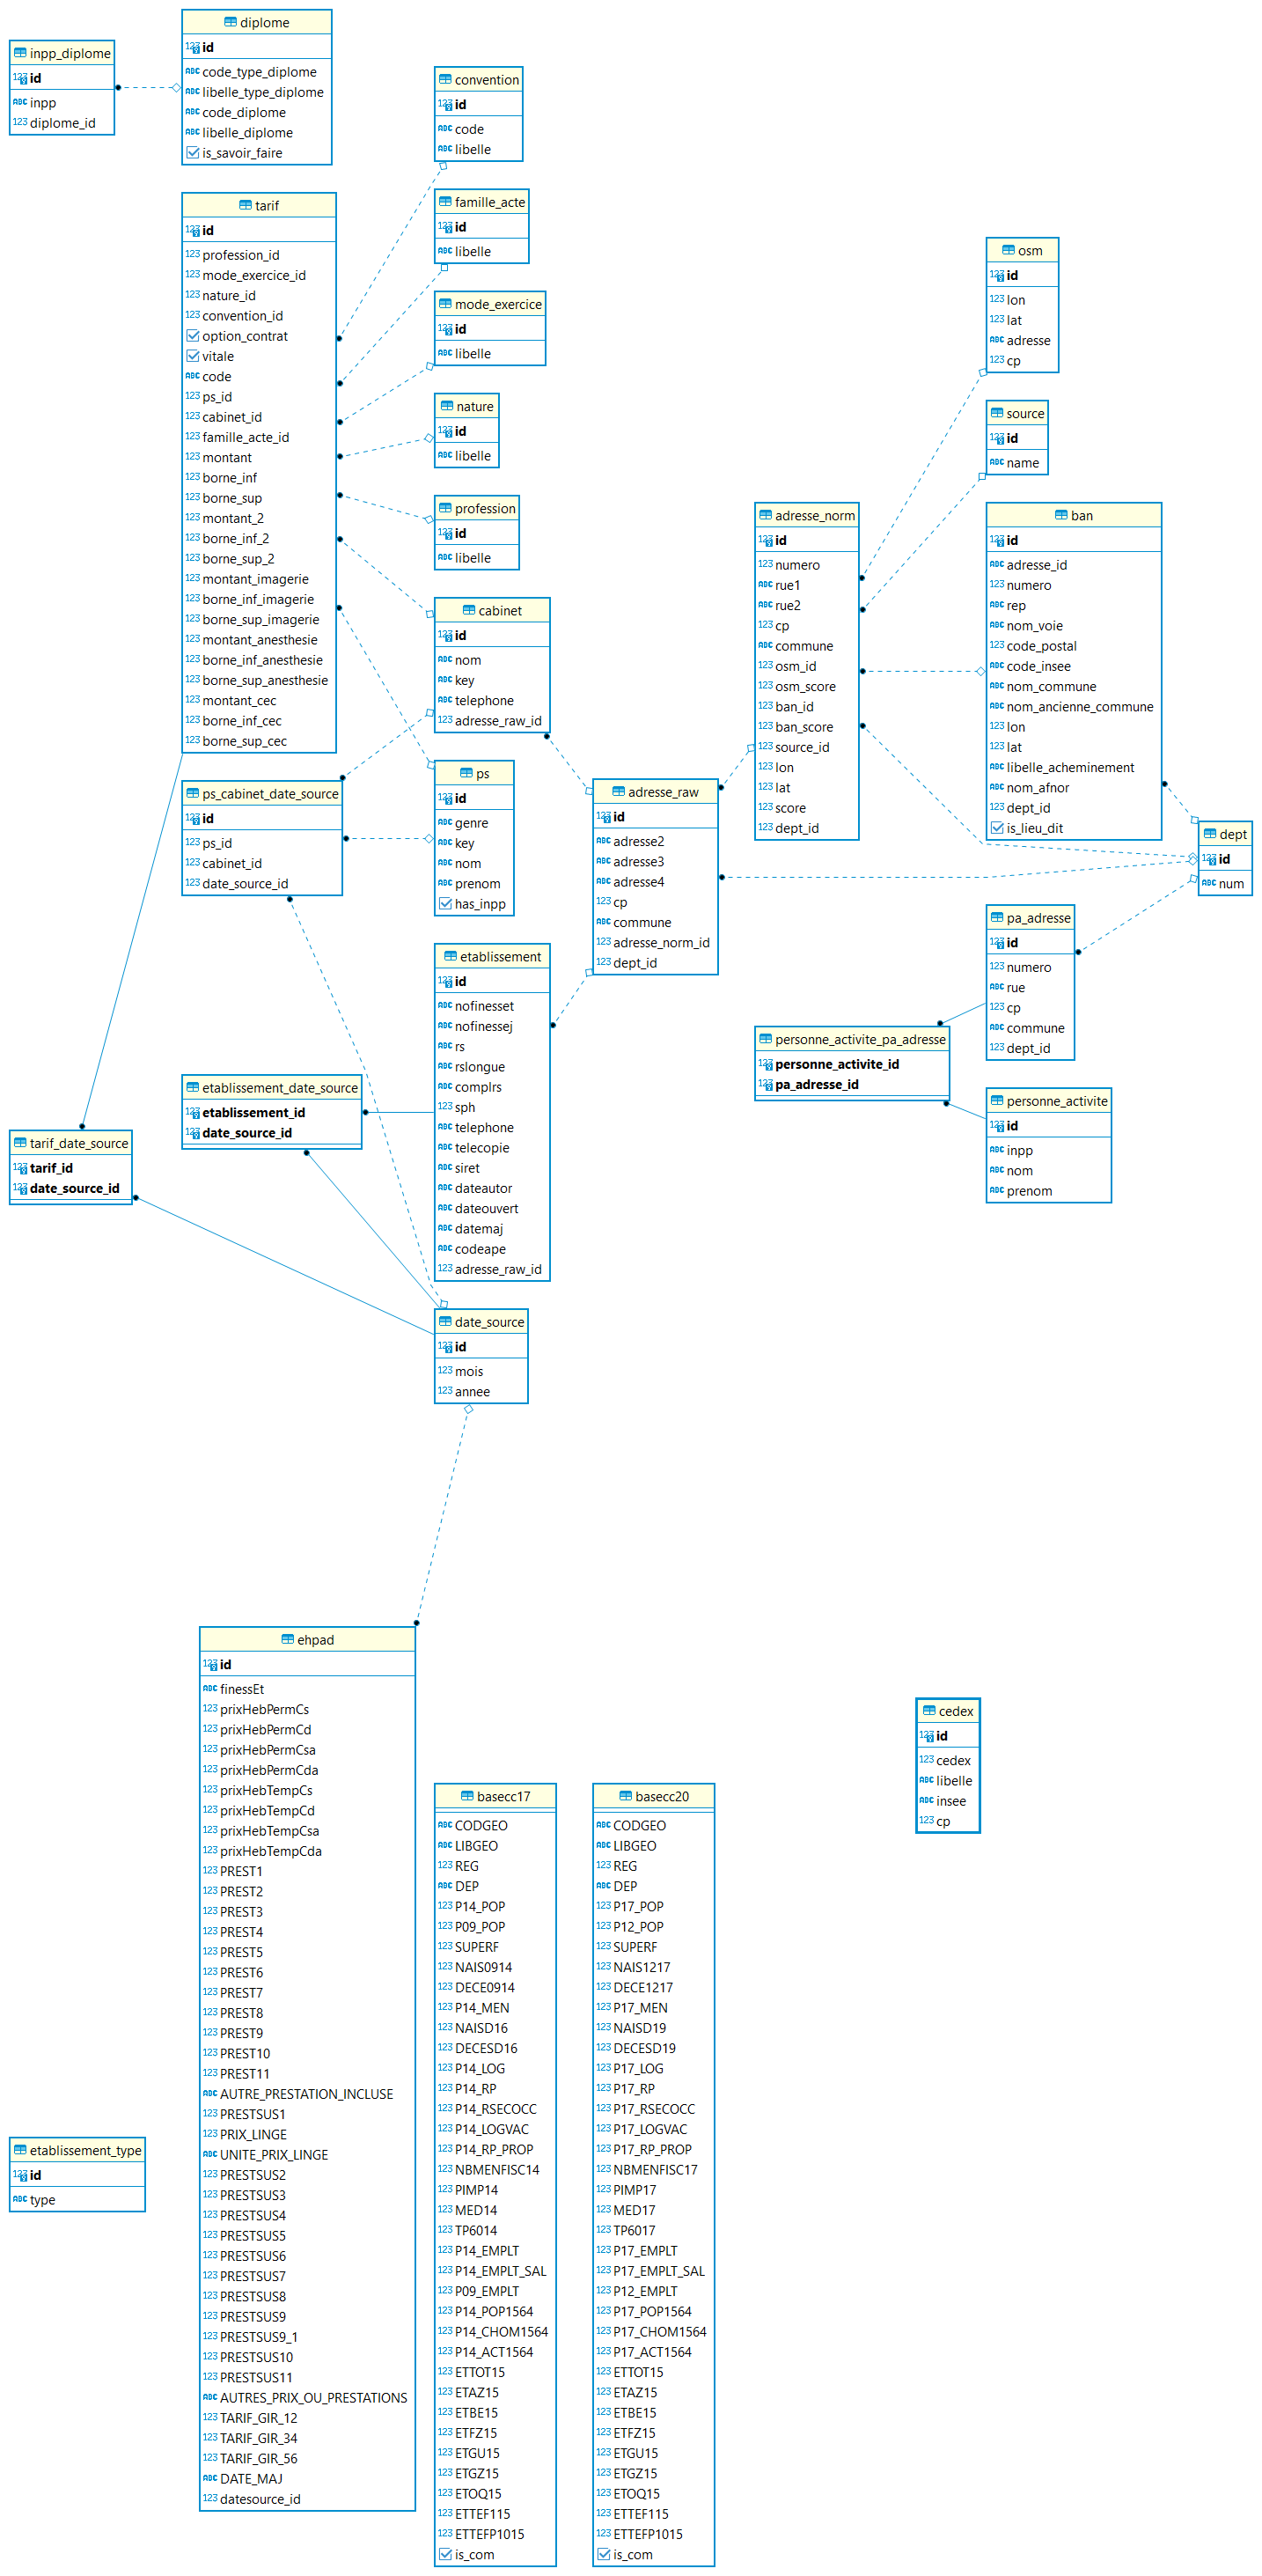 diplome
id
code_type_diplome
libelle_type_diplome
code_diplome
libelle_diplome
is_savoir_faire
inpp_diplome
id
inpp
diplome_id
convention
id
code
libelle
tarif
id
profession_id
mode_exercice_id
nature_id
convention_id
option_contrat
vitale
code
ps_id
cabinet_id
famille_acte_id
montant
borne_inf
borne_sup
montant_2
borne_inf_2
borne_sup_2
montant_imagerie
borne_inf_imagerie
borne_sup_imagerie
montant_anesthesie
borne_inf_anesthesie
borne_sup_anesthesie
montant_cec
borne_inf_cec
borne_sup_cec
famille_acte
id
libelle
mode_exercice
id
libelle
nature
id
libelle
profession
id
libelle
cabinet
id
nom
key
telephone
adresse_raw_id
ps
id
genre
key
nom
prenom
has_inpp
osm
id
lon
lat
adresse
cp
source
id
name
adresse_norm
id
numero
rue1
rue2
cp
commune
osm_id
osm_score
ban_id
ban_score
source_id
lon
lat
score
dept_id
ban
id
adresse_id
numero
rep
nom_voie
code_postal
code_insee
nom_commune
nom_ancienne_commune
lon
lat
libelle_acheminement
nom_afnor
dept_id
is_lieu_dit
dept
id
num
ps_cabinet_date_source
id
ps_id
cabinet_id
date_source_id
adresse_raw
id
adresse2
adresse3
adresse4
cp
commune
adresse_norm_id
dept_id
pa_adresse
id
numero
rue
cp
commune
dept_id
etablissement
id
nofinesset
nofinessej
rs
rslongue
complrs
sph
telephone
telecopie
siret
dateautor
dateouvert
datemaj
codeape
adresse_raw_id
personne_activite_pa_adresse
personne_activite_id
pa_adresse_id
personne_activite
id
inpp
nom
prenom
etablissement_date_source
etablissement_id
date_source_id
tarif_date_source
tarif_id
date_source_id
date_source
id
mois
annee
ehpad
id
finessEt
prixHebPermCs
prixHebPermCd
prixHebPermCsa
prixHebPermCda
prixHebTempCs
prixHebTempCd
prixHebTempCsa
prixHebTempCda
PREST1
PREST2
PREST3
PREST4
PREST5
PREST6
PREST7
PREST8
PREST9
PREST10
PREST11
AUTRE_PRESTATION_INCLUSE
PRESTSUS1
PRIX_LINGE
UNITE_PRIX_LINGE
PRESTSUS2
PRESTSUS3
PRESTSUS4
PRESTSUS5
PRESTSUS6
PRESTSUS7
PRESTSUS8
PRESTSUS9
PRESTSUS9_1
PRESTSUS10
PRESTSUS11
AUTRES_PRIX_OU_PRESTATIONS
TARIF_GIR_12
TARIF_GIR_34
TARIF_GIR_56
DATE_MAJ
datesource_id
cedex
id
cedex
libelle
insee
cp
basecc17
CODGEO
LIBGEO
REG
DEP
P14_POP
P09_POP
SUPERF
NAIS0914
DECE0914
P14_MEN
NAISD16
DECESD16
P14_LOG
P14_RP
P14_RSECOCC
P14_LOGVAC
P14_RP_PROP
NBMENFISC14
PIMP14
MED14
TP6014
P14_EMPLT
P14_EMPLT_SAL
P09_EMPLT
P14_POP1564
P14_CHOM1564
P14_ACT1564
ETTOT15
ETAZ15
ETBE15
ETFZ15
ETGU15
ETGZ15
ETOQ15
ETTEF115
ETTEFP1015
is_com
basecc20
CODGEO
LIBGEO
REG
DEP
P17_POP
P12_POP
SUPERF
NAIS1217
DECE1217
P17_MEN
NAISD19
DECESD19
P17_LOG
P17_RP
P17_RSECOCC
P17_LOGVAC
P17_RP_PROP
NBMENFISC17
PIMP17
MED17
TP6017
P17_EMPLT
P17_EMPLT_SAL
P12_EMPLT
P17_POP1564
P17_CHOM1564
P17_ACT1564
ETTOT15
ETAZ15
ETBE15
ETFZ15
ETGU15
ETGZ15
ETOQ15
ETTEF115
ETTEFP1015
is_com
etablissement_type
id
type